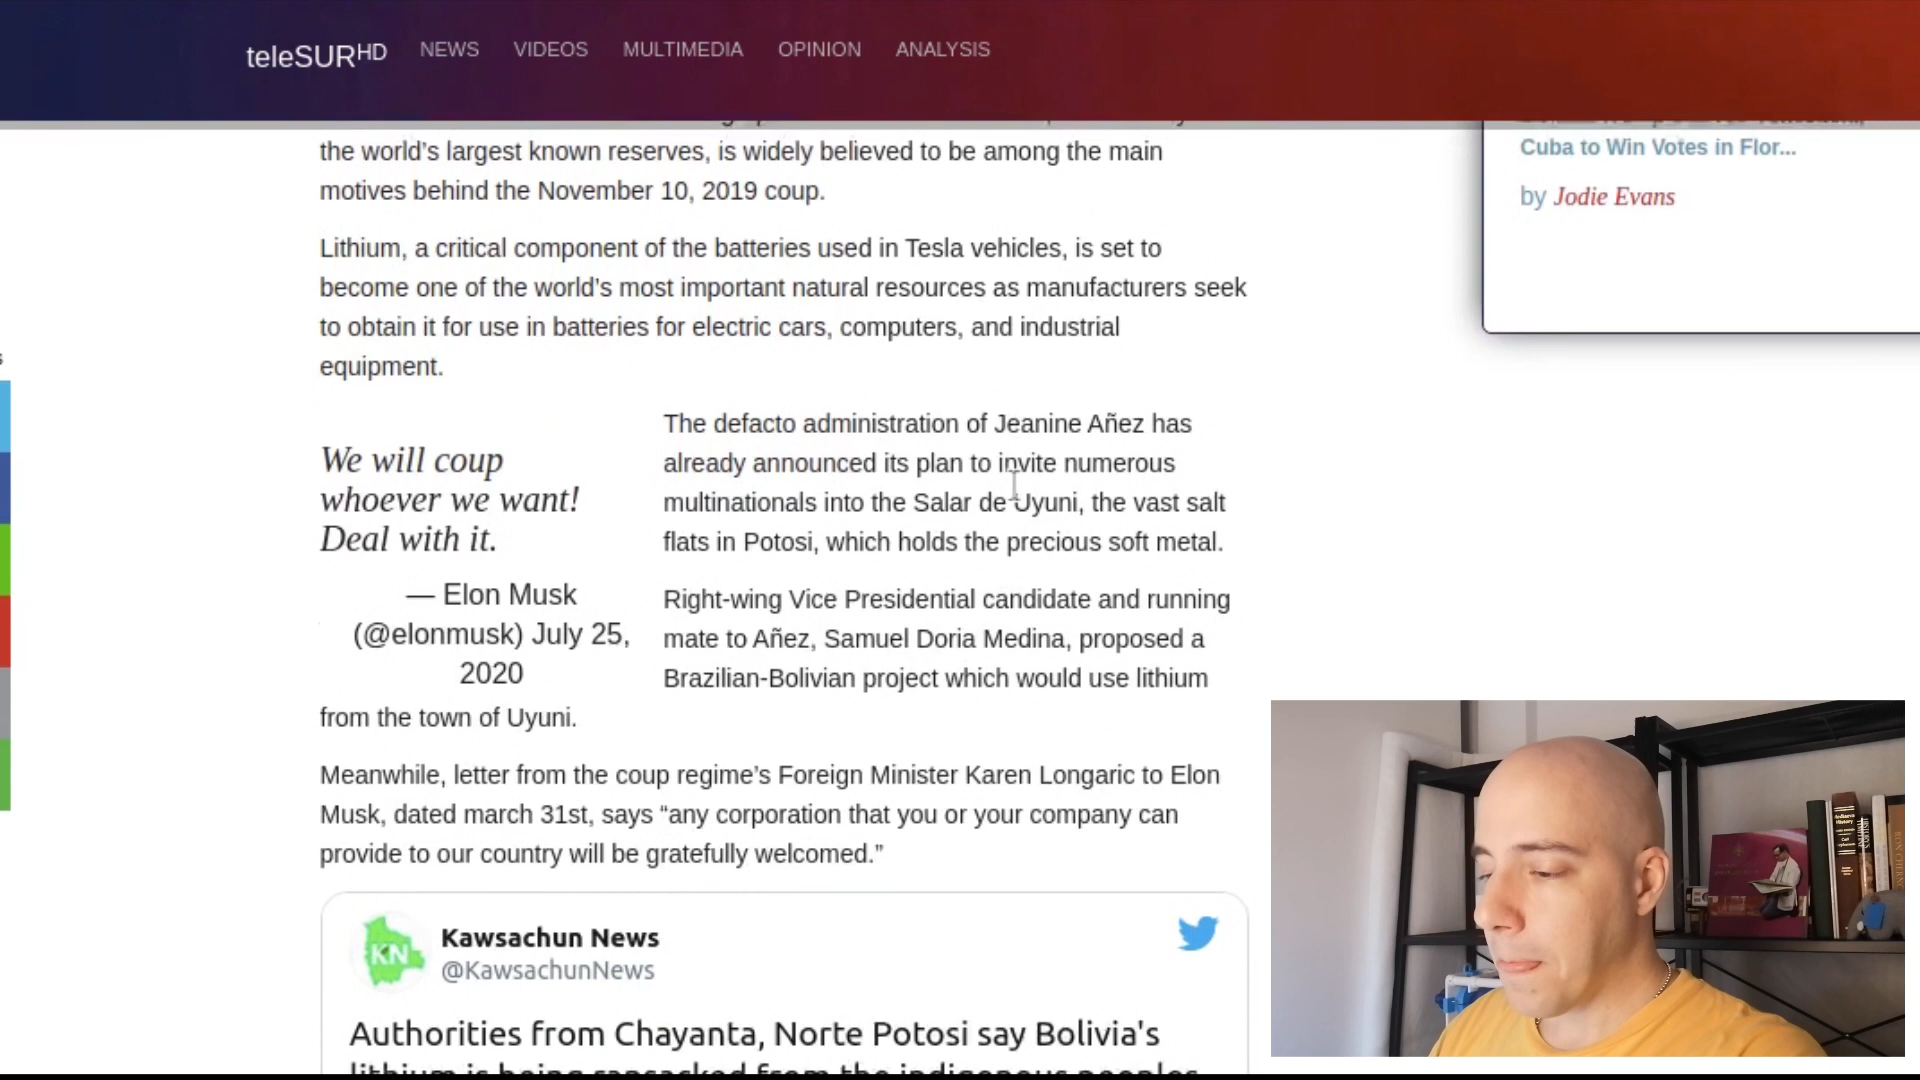 teleSURHD NEWS VIDEOS MULTIMEDIA OPINION ANALYSIS
the world’s largest known reserves, is widely believed to be among the main
motives behind the November 10, 2019 coup.
Lithium, a critical component of the batteries used in Tesla vehicles, is set to
become one of the world’s most important natural resources as manufacturers seek
to obtain it for use in batteries for electric cars, computers, and industrial
equipment.
We will coup
whoever we want!
Deal with it.
— Elon Musk
(@elonmusk) July 25,
2020
The defacto administration of Jeanine Añez has
already announced its plan to invite numerous
multinationals into the Salar de Uyuni, the vast salt
flats in Potosi, which holds the precious soft metal.
Right-wing Vice Presidential candidate and running
mate to Añez, Samuel Doria Medina, proposed a
Brazilian-Bolivian project which would use lithium
from the town of Uyuni.
Meanwhile, letter from the coup regime’s Foreign Minister Karen Longaric to Elon
Musk, dated march 31st, says “any corporation that you or your company can
provide to our country will be gratefully welcomed.”
KN
Kawsachun News
@KawsachunNews
Authorities from Chayanta, Norte Potosi say Bolivia's
lithium is being ransacked from the indigenous peoples
Cuba to Win Votes in Flor...
by Jodie Evans